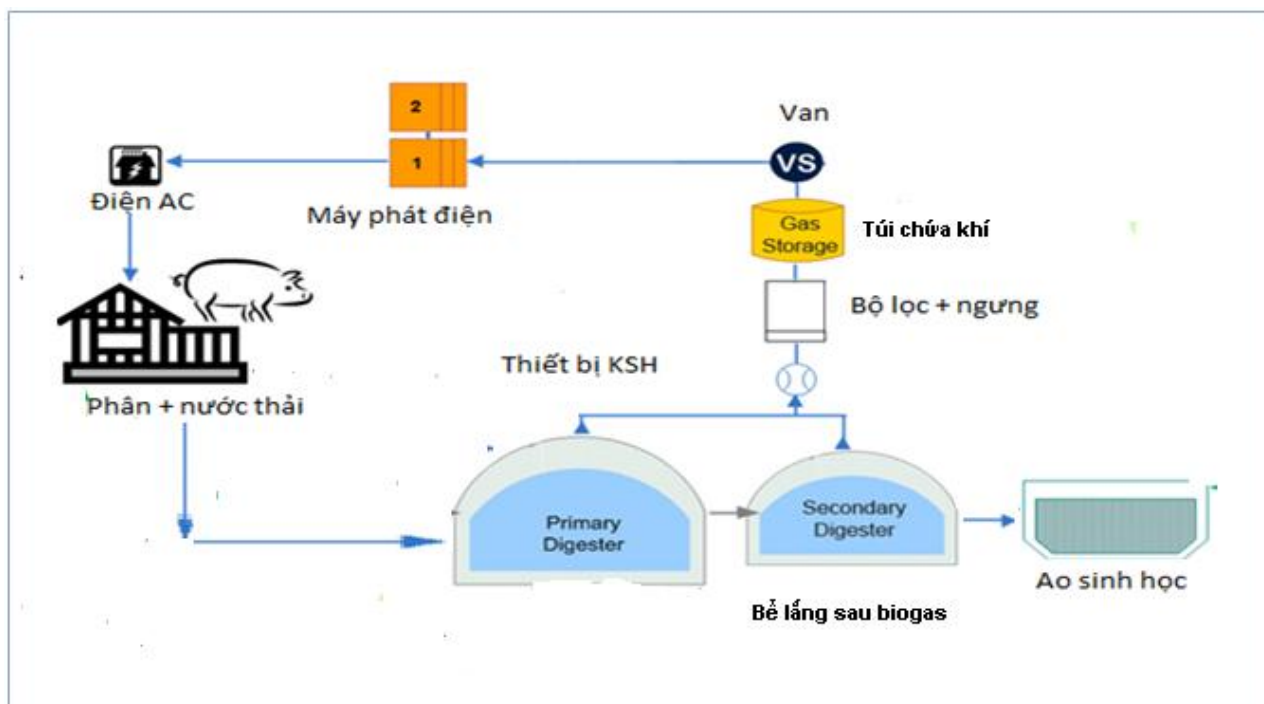 2
1
Van
VS
Điện AC
Máy phát điện
Gas
Storage
Túi chứa khí
Bộ lọc + ngưng
Thiết bị KSH
Phân + nước thải
Primary
Digester
Secondary
Digester
Ao sinh học
Bể lắng sau biogas